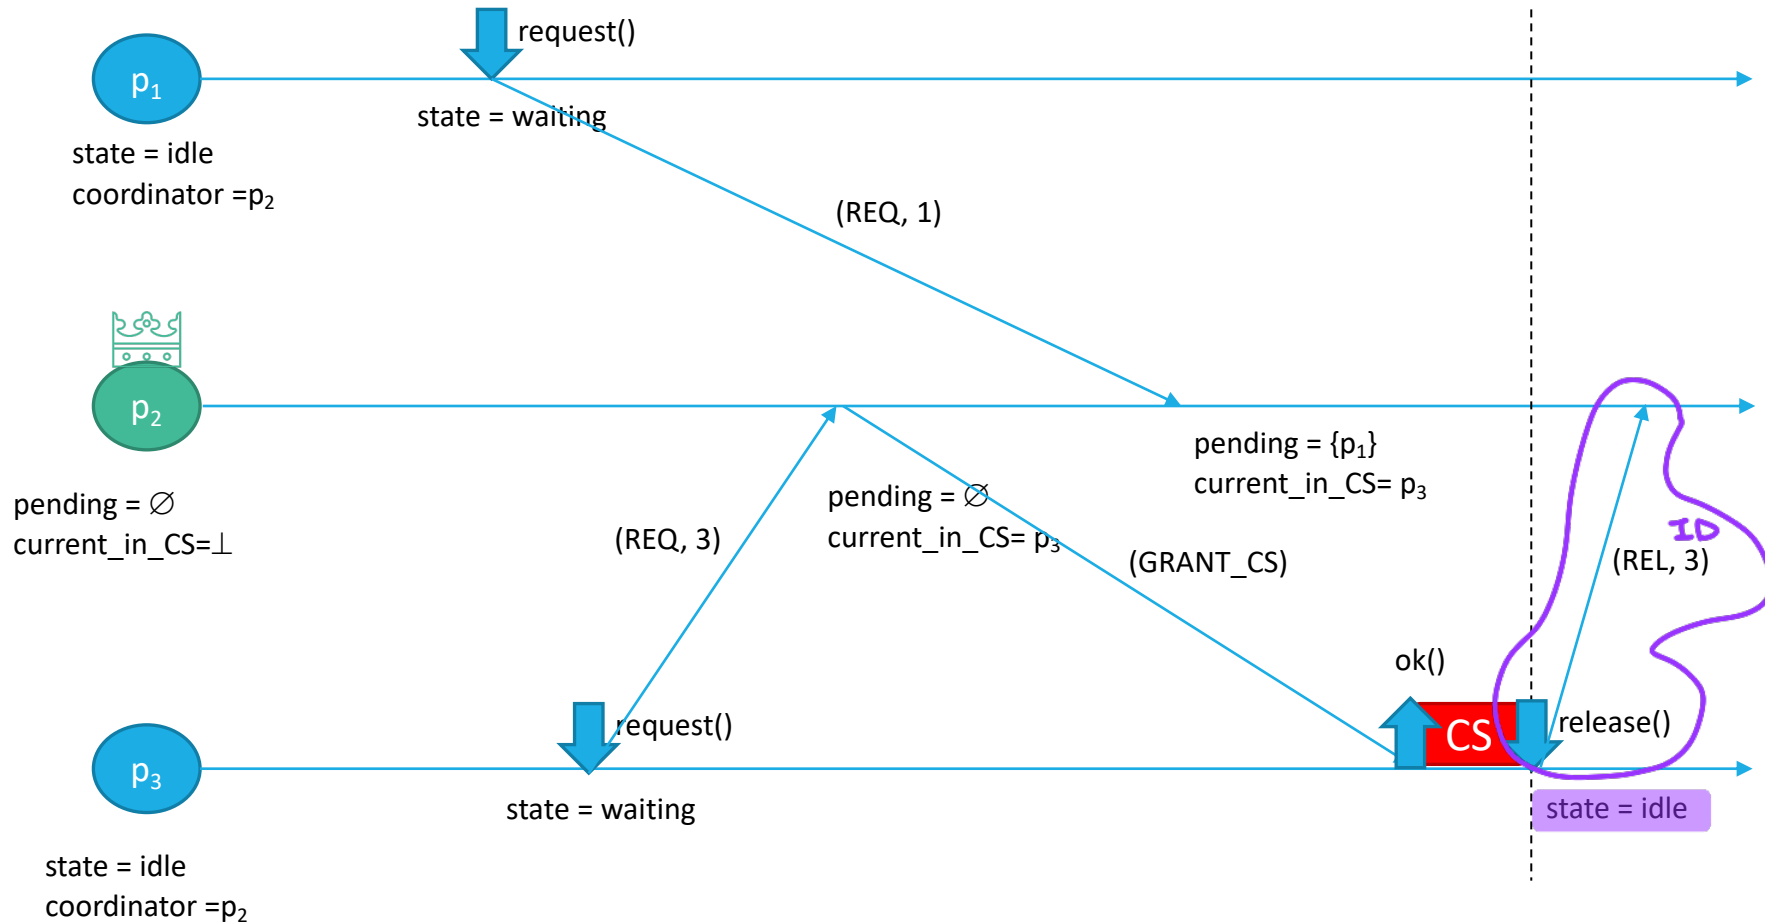 request()
p1
state = waiting
state = idle
coordinator =p2
(REQ, 1)
p2
pending = {p1}
current_in_CS= p3
pending = ∅
current_in_CS=⊥
pending = ∅
current_in_CS= p3
ID
(REQ, 3)
(GRANT_CS)
(REL, 3)
ok()
request()
CS
release()
p3
state = waiting
state = idle
state = idle
coordinator =p2